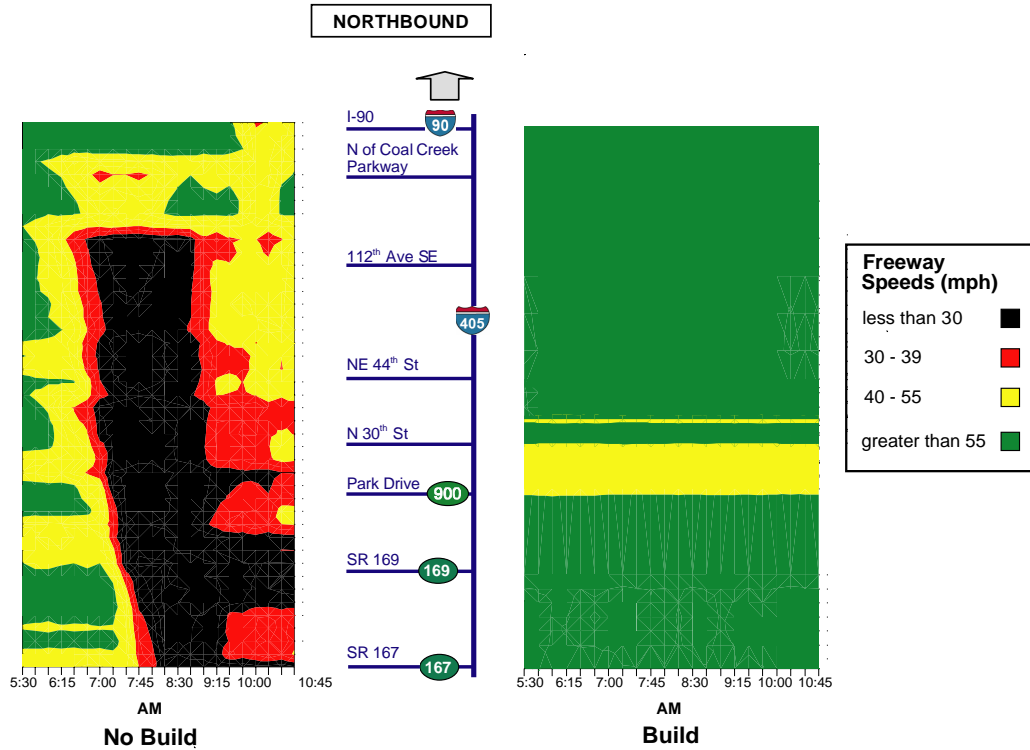 NORTHBOUND
I-90
90
N of Coal Creek
Parkway
112th Ave SE
405
NE 44th St
N 30th St
Park Drive
900
SR 169
169
SR 167
167
5:30 6:15 7:00 7:45 8:30 9:15 10:00 10:45
AM
No Build
5:30 6:15 7:00 7:45 8:30 9:15 10:00 10:45
AM
Build
Freeway
Speeds (mph)
less than 30
30 - 39
40 - 55
greater than 55